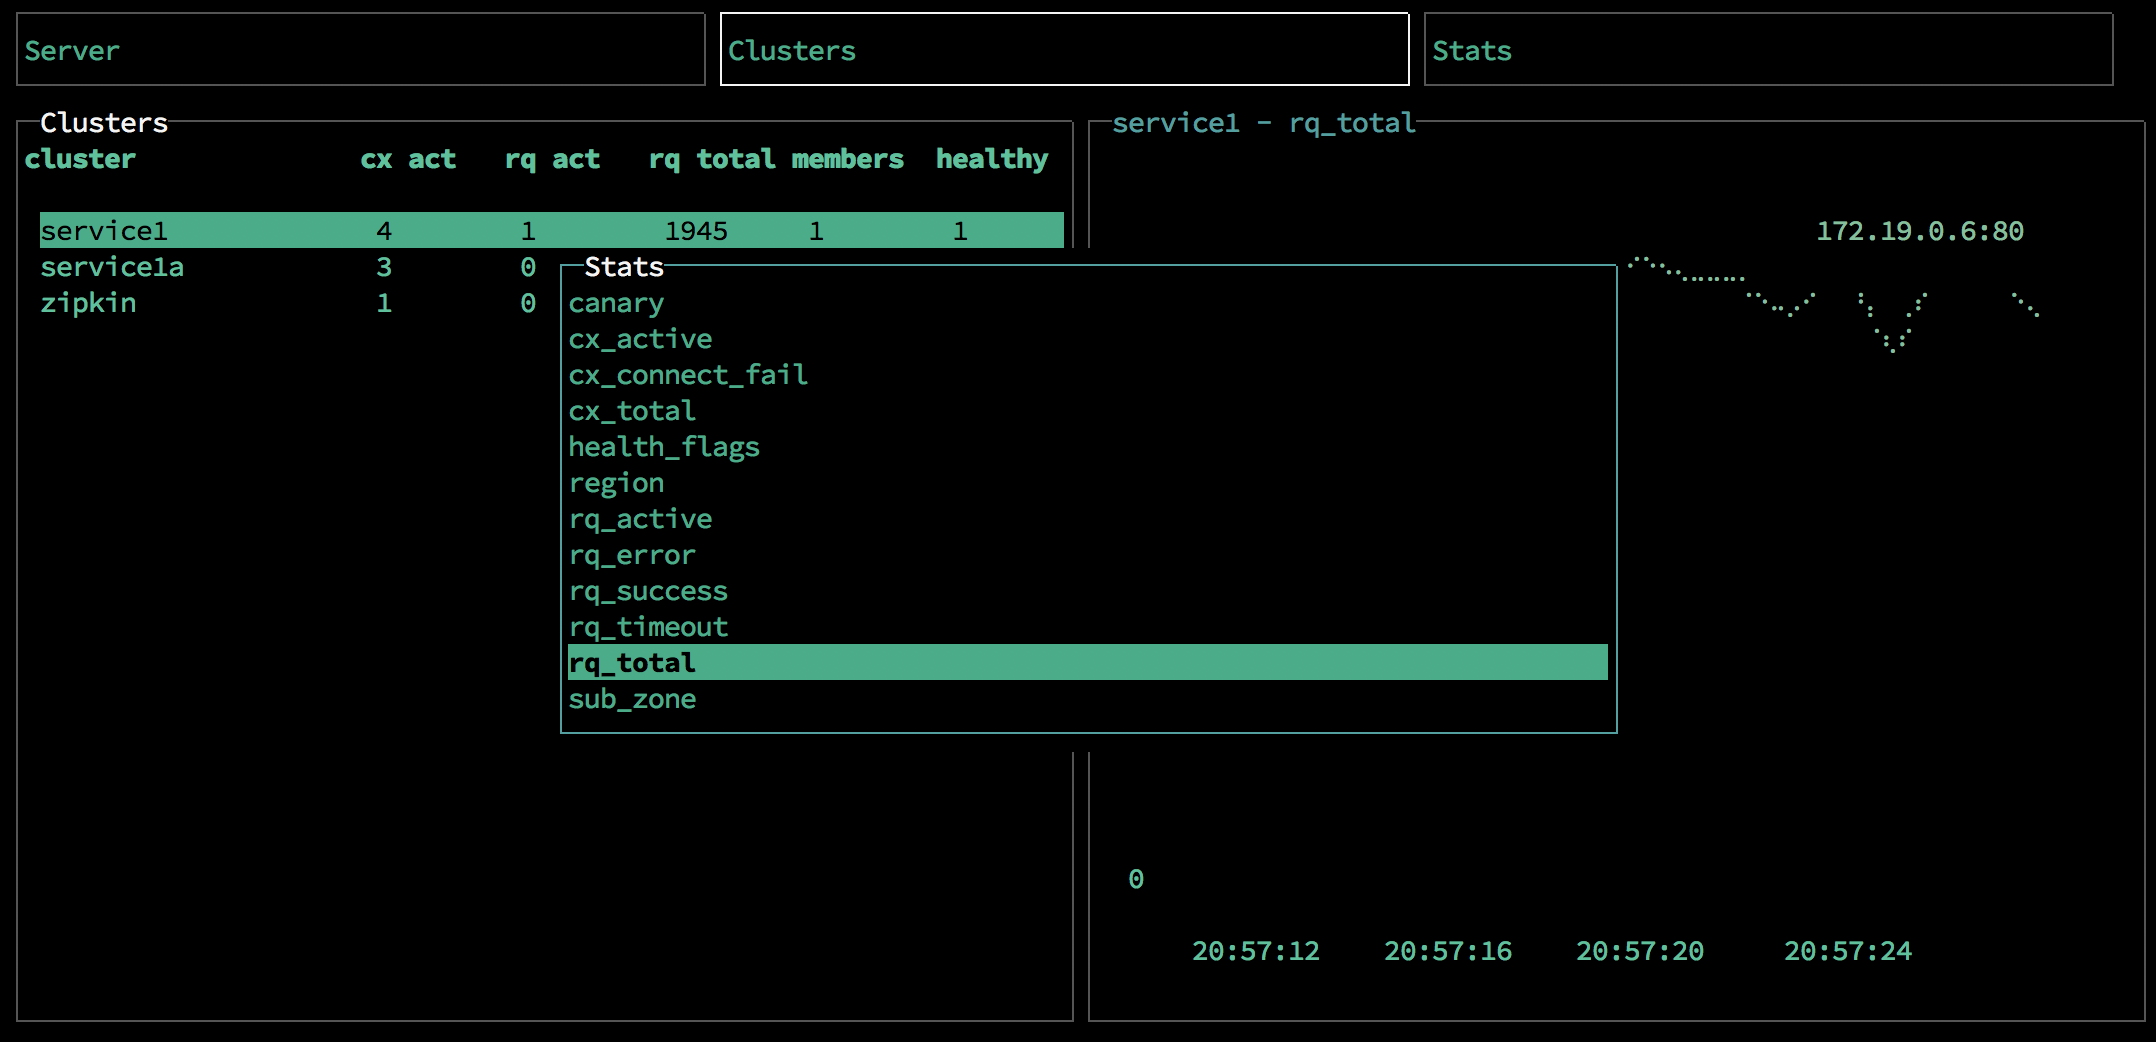 Server Clusters Stats
Clusters
cluster cx act rq act rq total members healthy
service1 4 1 1945 1 1
service1a 3 0
zipkin 1 0
Stats
canary
cx_active
cx_connect_fail
cx_total
health_flags
region
rq_active
rq_error
rq_success
rq_timeout
rq_total
sub_zone
service1 - rq_total
172.19.0.6:80
0
20:57:12 20:57:16 20:57:20 20:57:24